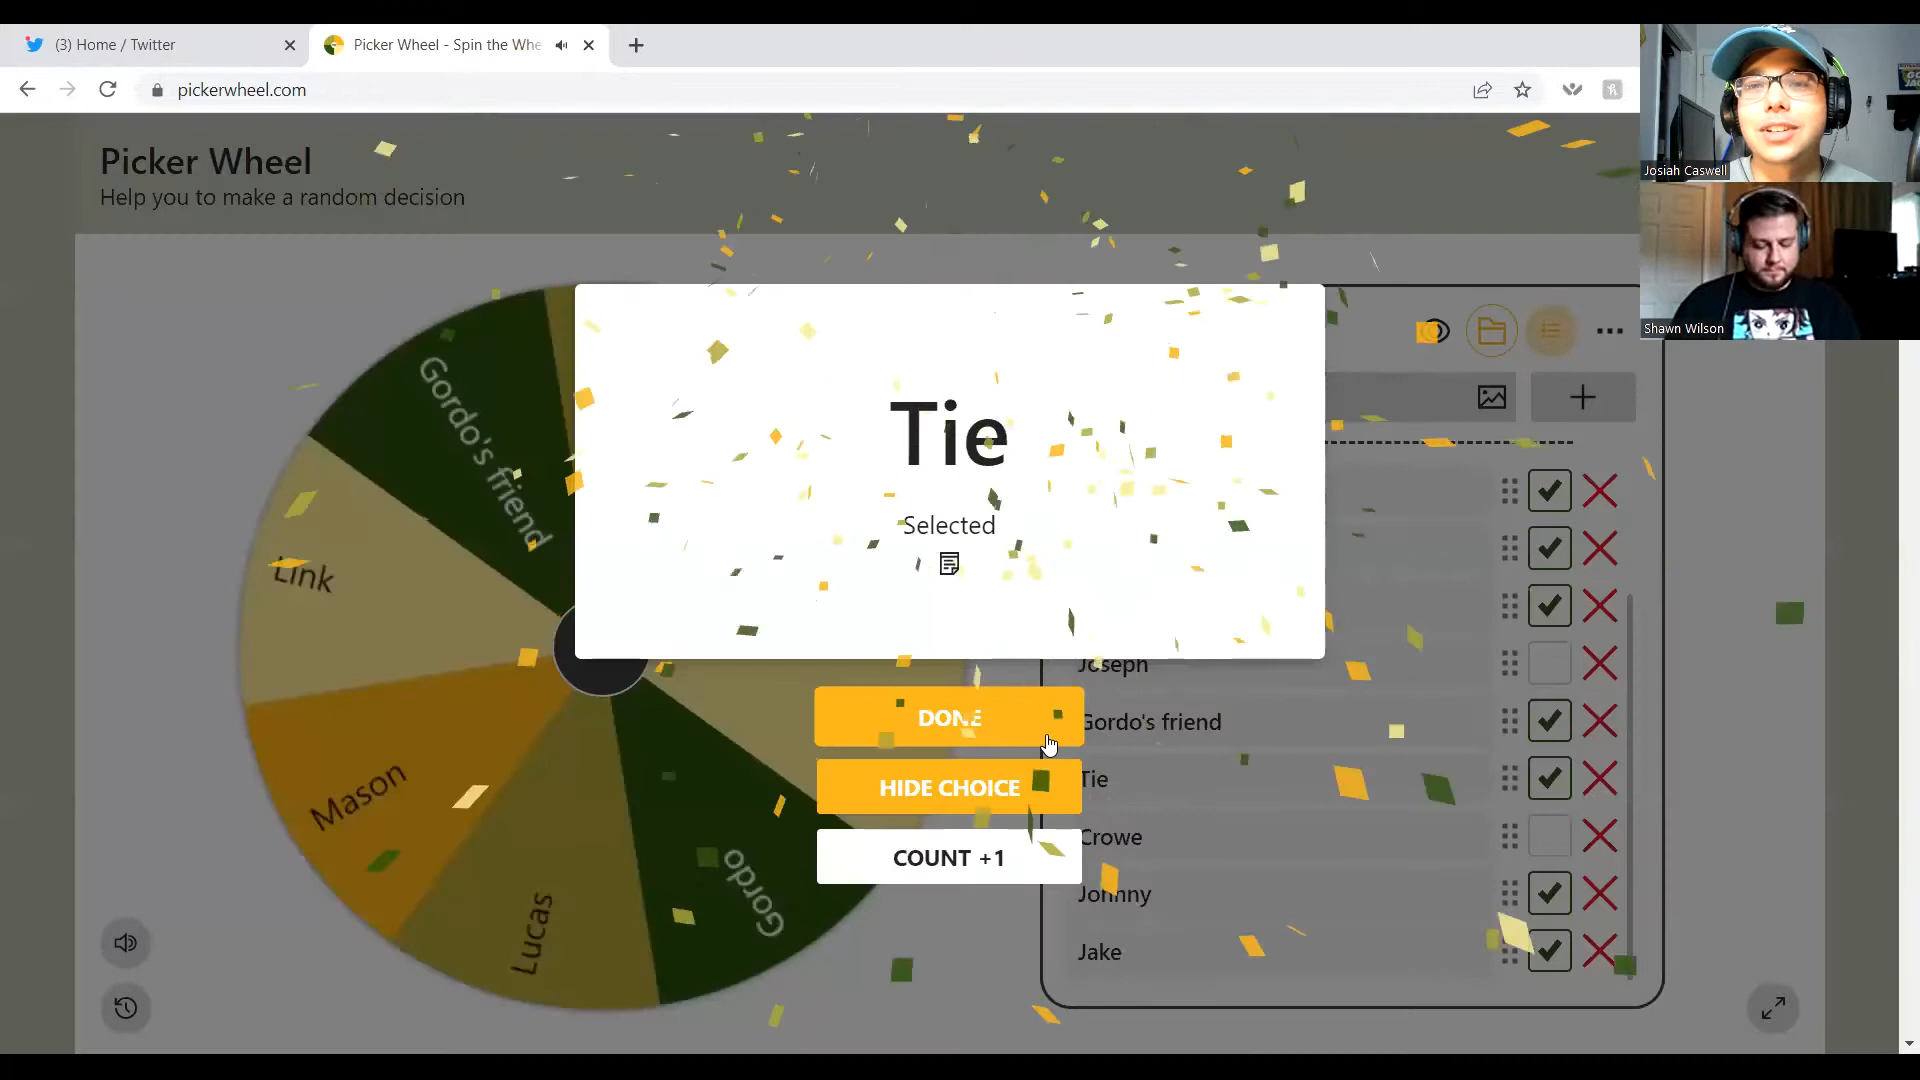 (3) Home / Twitter
Picker Wheel - Spin the Whe
pickerwheel.com
Josiah Caswell
Picker Wheel
Help you to make a random decision
Shawn Wilson
Gordo's friend
Link
Mason
Lucas
Gordo
Tie
Selected
DONE
HIDE CHOICE
COUNT +1
Joseph
Gordo's friend
Tie
Crowe
Johnny
Jake